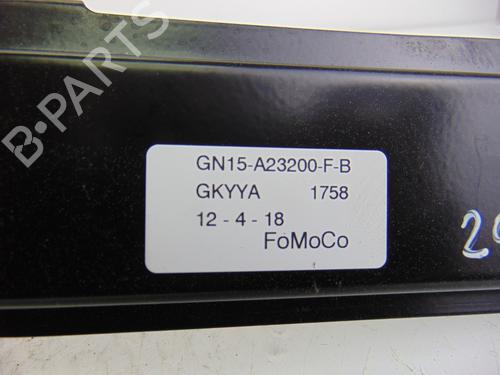 GN15-A23200-F-B
GKYYA 1758
12 - 4 - 18
FoMoCo
B-PARTS